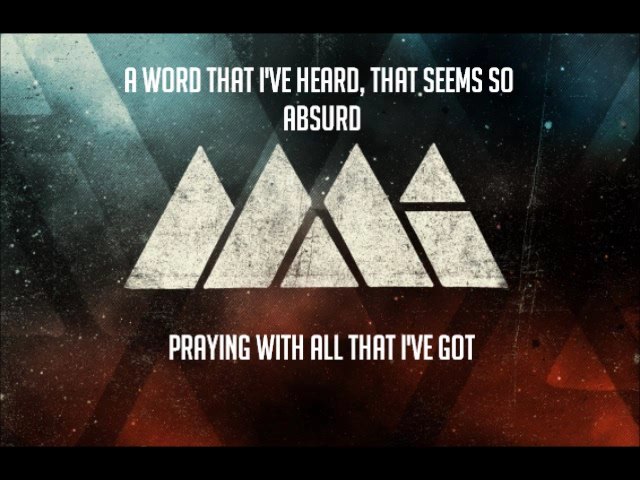 A WORD THAT I'VE HEARD, THAT SEEMS SO
ABSURD
PRAYING WITH ALL THAT I'VE GOT